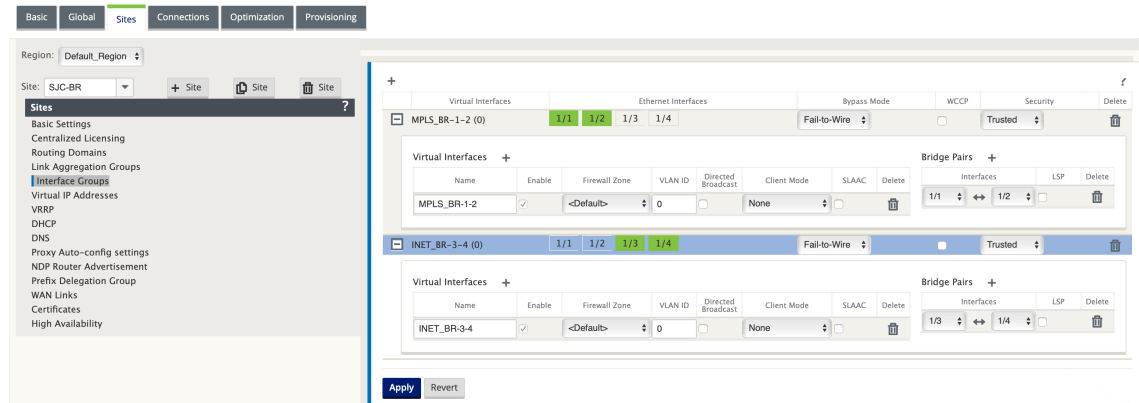 Basic Global Sites Connections Optimization Provisioning
Region: Default_Region
Site: SJC-BR + Site Site Site
Sites ?
Basic Settings
Centralized Licensing
Routing Domains
Link Aggregation Groups
Interface Groups
Virtual IP Addresses
VRRP
DHCP
DNS
Proxy Auto-config settings
NDP Router Advertisement
Prefix Delegation Group
WAN Links
Certificates
High Availability
+ ?
Virtual Interfaces Ethernet Interfaces Bypass Mode WCCP Security Delete
MPLS_BR-1-2 (0) 1/1 1/2 1/3 1/4 Fail-to-Wire Trusted
Virtual Interfaces + Bridge Pairs +
Name Enable Firewall Zone VLAN ID Directed Broadcast Client Mode SLAAC Delete Interfaces LSP Delete
MPLS_BR-1-2 <Default> 0 None 1/1 ↔ 1/2
INET_BR-3-4 (0) 1/1 1/2 1/3 1/4 Fail-to-Wire Trusted
Virtual Interfaces + Bridge Pairs +
Name Enable Firewall Zone VLAN ID Directed Broadcast Client Mode SLAAC Delete Interfaces LSP Delete
INET_BR-3-4 <Default> 0 None 1/3 ↔ 1/4
Apply Revert